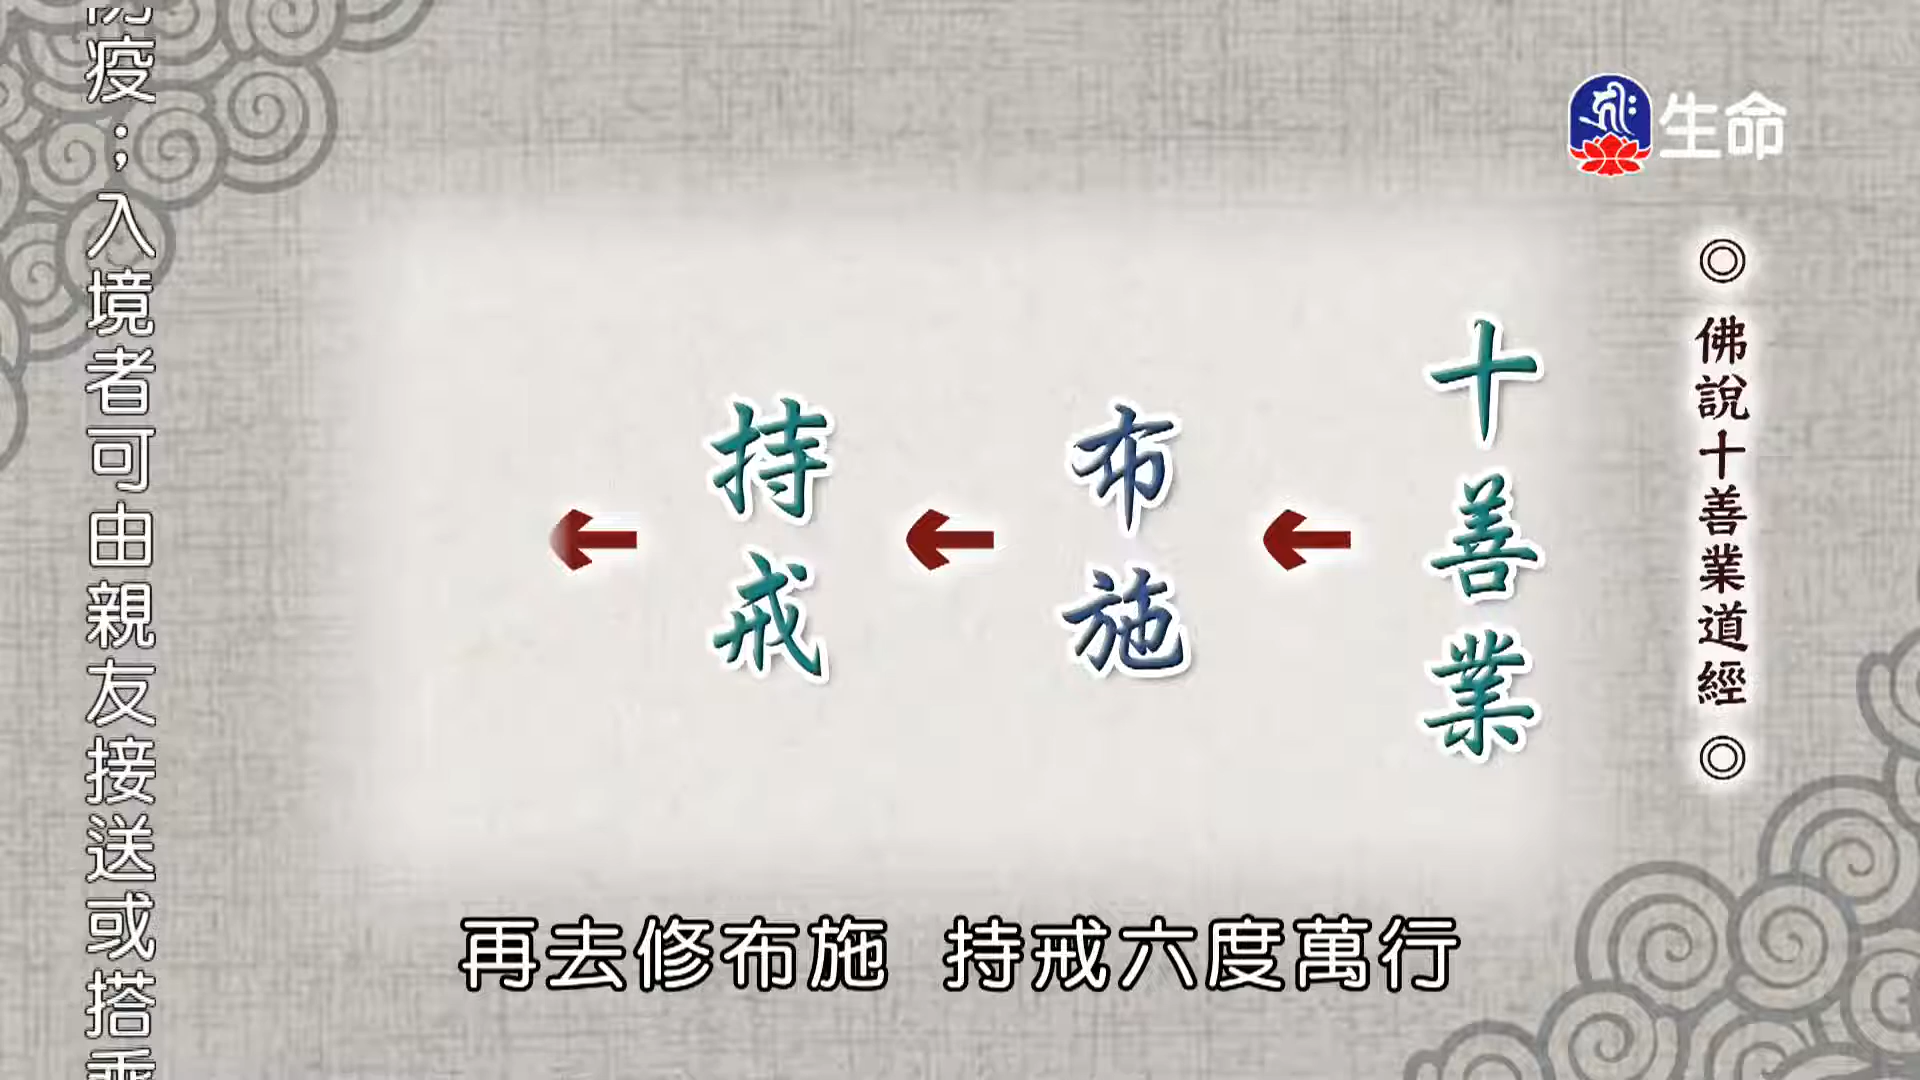 生命
◎佛說十善業道經◎
十善業
布施
持戒
疫；入境者可由親友接送或搭
再去修布施 持戒六度萬行